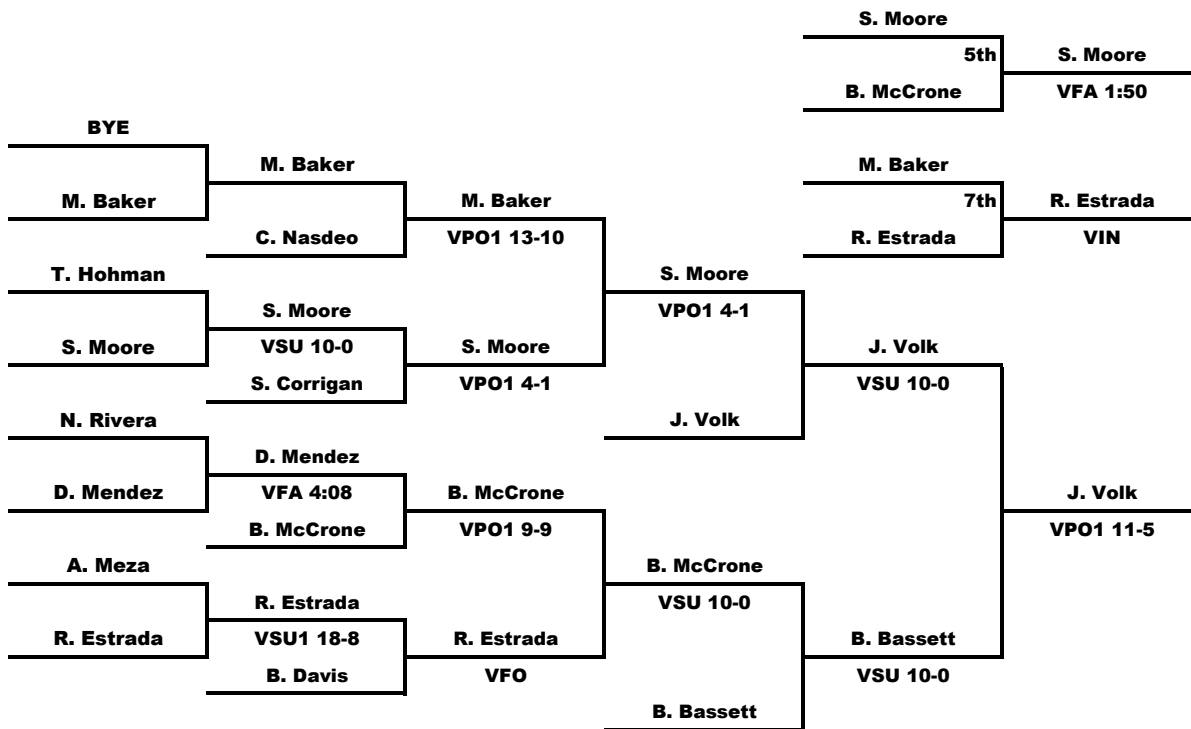 S. Moore
5th
S. Moore
B. McCrone
VFA 1:50
BYE
M. Baker
M. Baker
M. Baker
M. Baker
7th
R. Estrada
C. Nasdeo
VPO1 13-10
R. Estrada
VIN
T. Hohman
S. Moore
S. Moore
VPO1 4-1
S. Moore
VSU 10-0
S. Moore
J. Volk
S. Corrigan
VPO1 4-1
VSU 10-0
N. Rivera
J. Volk
D. Mendez
D. Mendez
VFA 4:08
B. McCrone
J. Volk
B. McCrone
VPO1 9-9
VPO1 11-5
A. Meza
B. McCrone
R. Estrada
VSU 10-0
R. Estrada
VSU1 18-8
R. Estrada
B. Bassett
B. Davis
VFO
VSU 10-0
B. Bassett